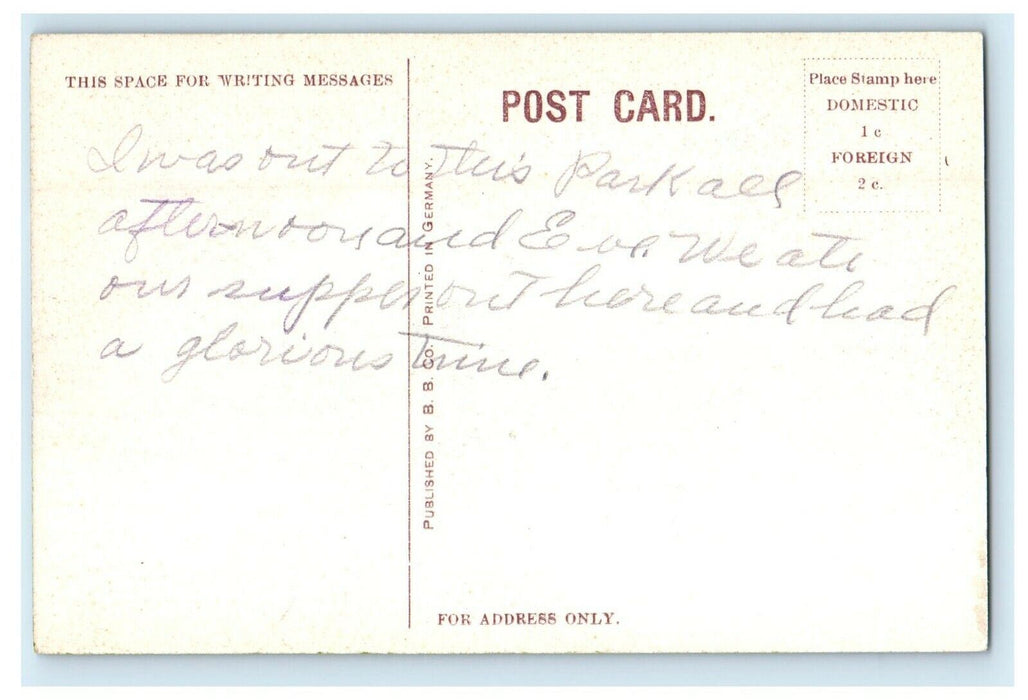 THIS SPACE FOR WRITING MESSAGES
POST CARD.
Place Stamp here
DOMESTIC
1 c
FOREIGN
2 c.
I was out to this Park all
afternoon and Eve. We ate
our supper out here and had
a glorious Time.
PUBLISHED BY B. B. CO. PRINTED IN GERMANY.
FOR ADDRESS ONLY.